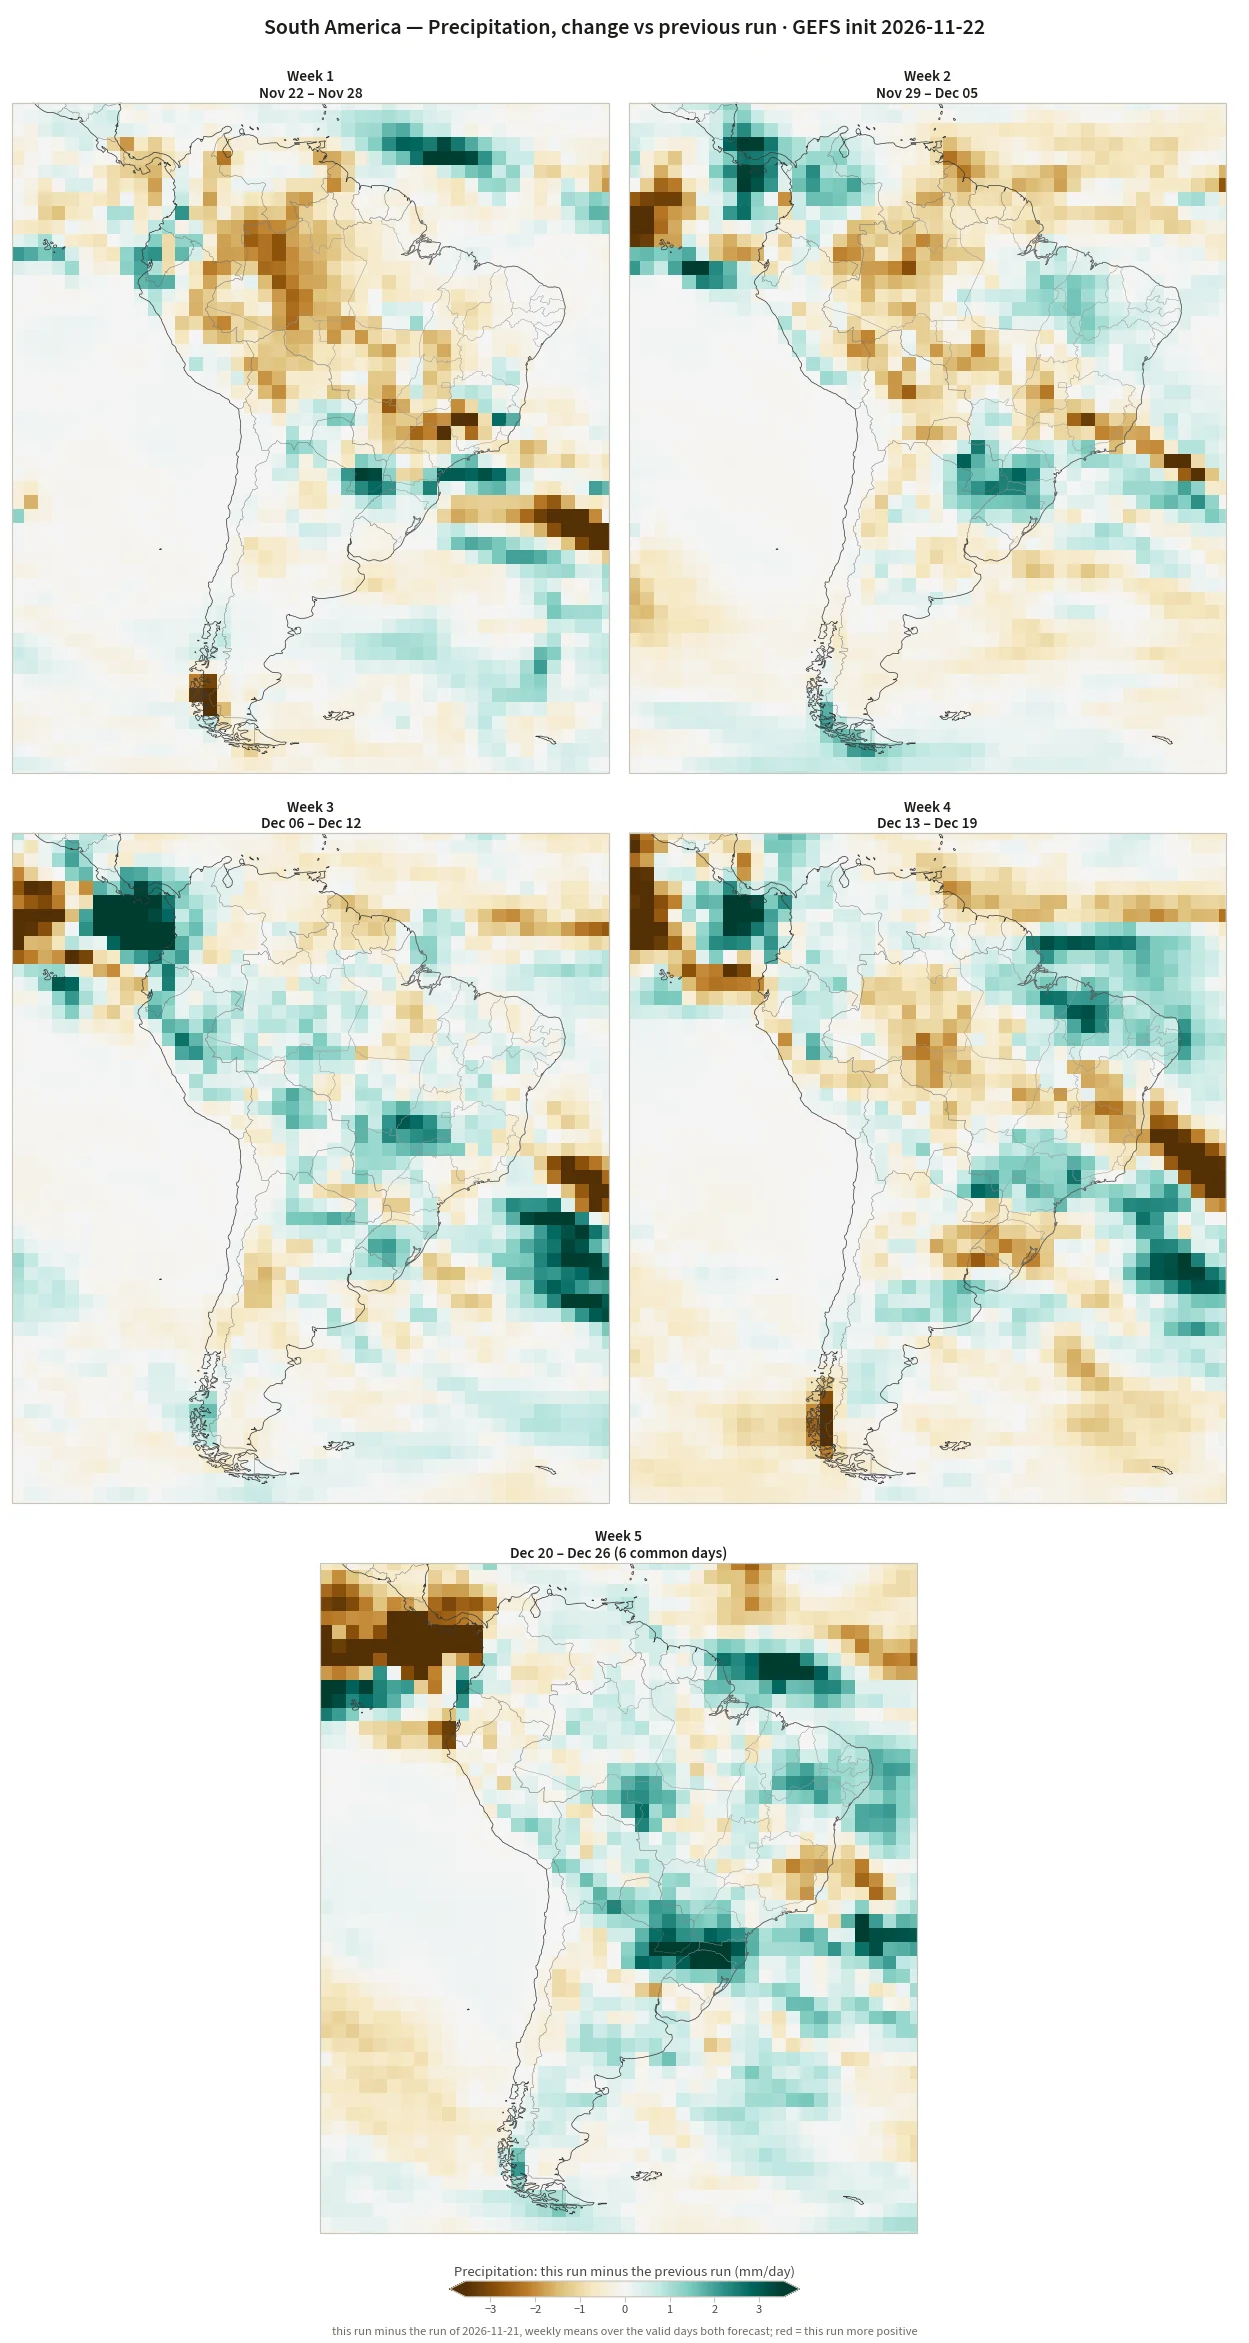 South America — Precipitation, change vs previous run · GEFS init 2026-11-22
Week 1
Nov 22 – Nov 28
Week 2
Nov 29 – Dec 05
Week 3
Dec 06 – Dec 12
Week 4
Dec 13 – Dec 19
Week 5
Dec 20 – Dec 26 (6 common days)
Precipitation: this run minus the previous run (mm/day)
−3 −2 −1 0 1 2 3
this run minus the run of 2026-11-21, weekly means over the valid days both forecast; red = this run more positive